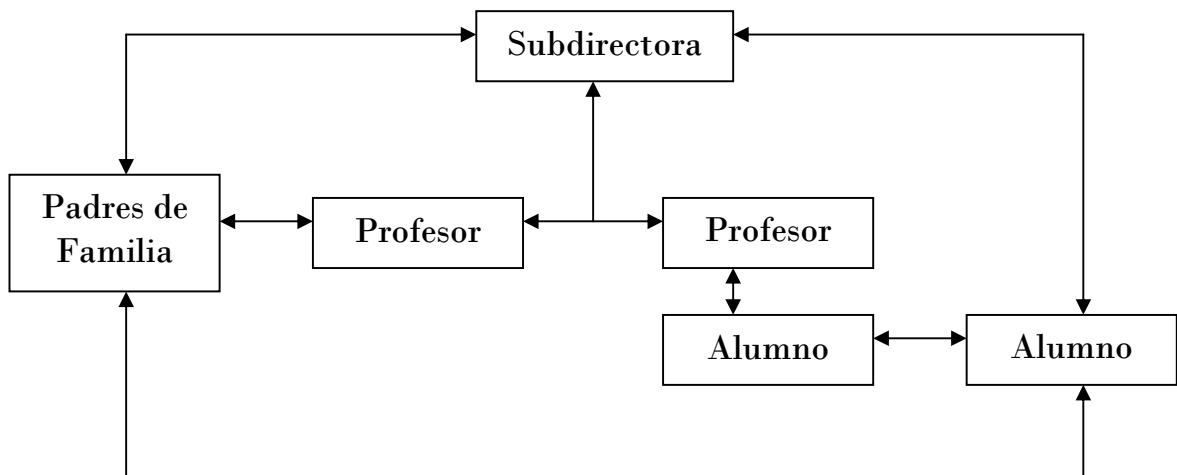 Subdirectora
Padres de
Familia
Profesor
Profesor
Alumno
Alumno